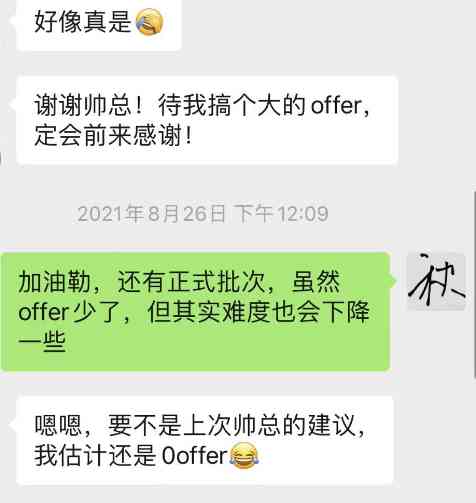 好像真是
谢谢帅总！待我搞个大的offer，
定会前来感谢！
2021年8月26日 下午12:09
加油勒，还有正式批次，虽然
offer少了，但其实难度也会下降
一些
嗯嗯，要不是上次帅总的建议，
我估计还是0offer